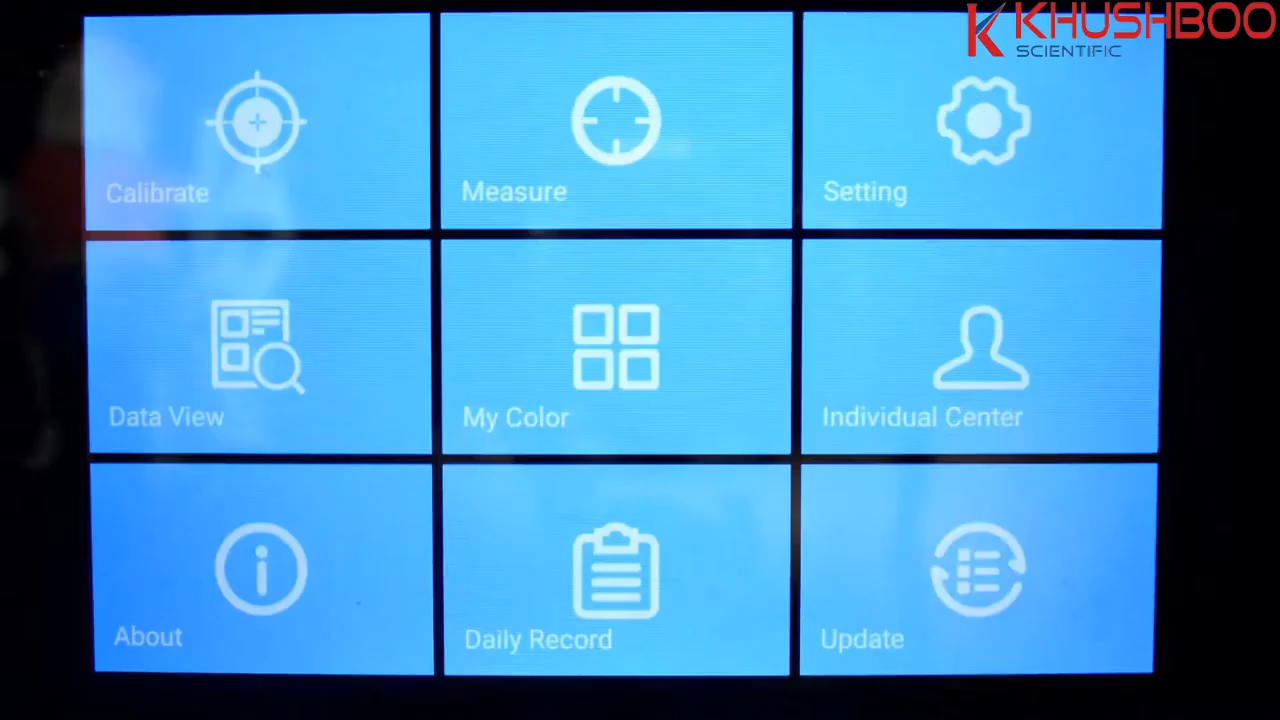 KHUSHBOO
SCIENTIFIC
Calibrate
Measure
Setting
Data View
My Color
Individual Center
About
Daily Record
Update